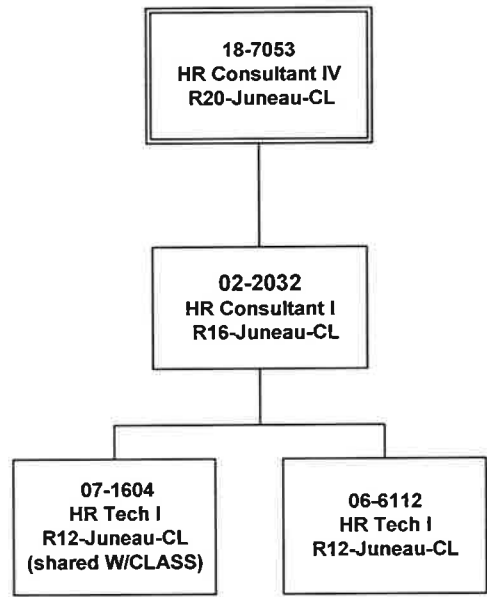 18-7053
HR Consultant IV
R20-Juneau-CL
02-2032
HR Consultant I
R16-Juneau-CL
07-1604
HR Tech I
R12-Juneau-CL
(shared W/CLASS)
06-6112
HR Tech I
R12-Juneau-CL